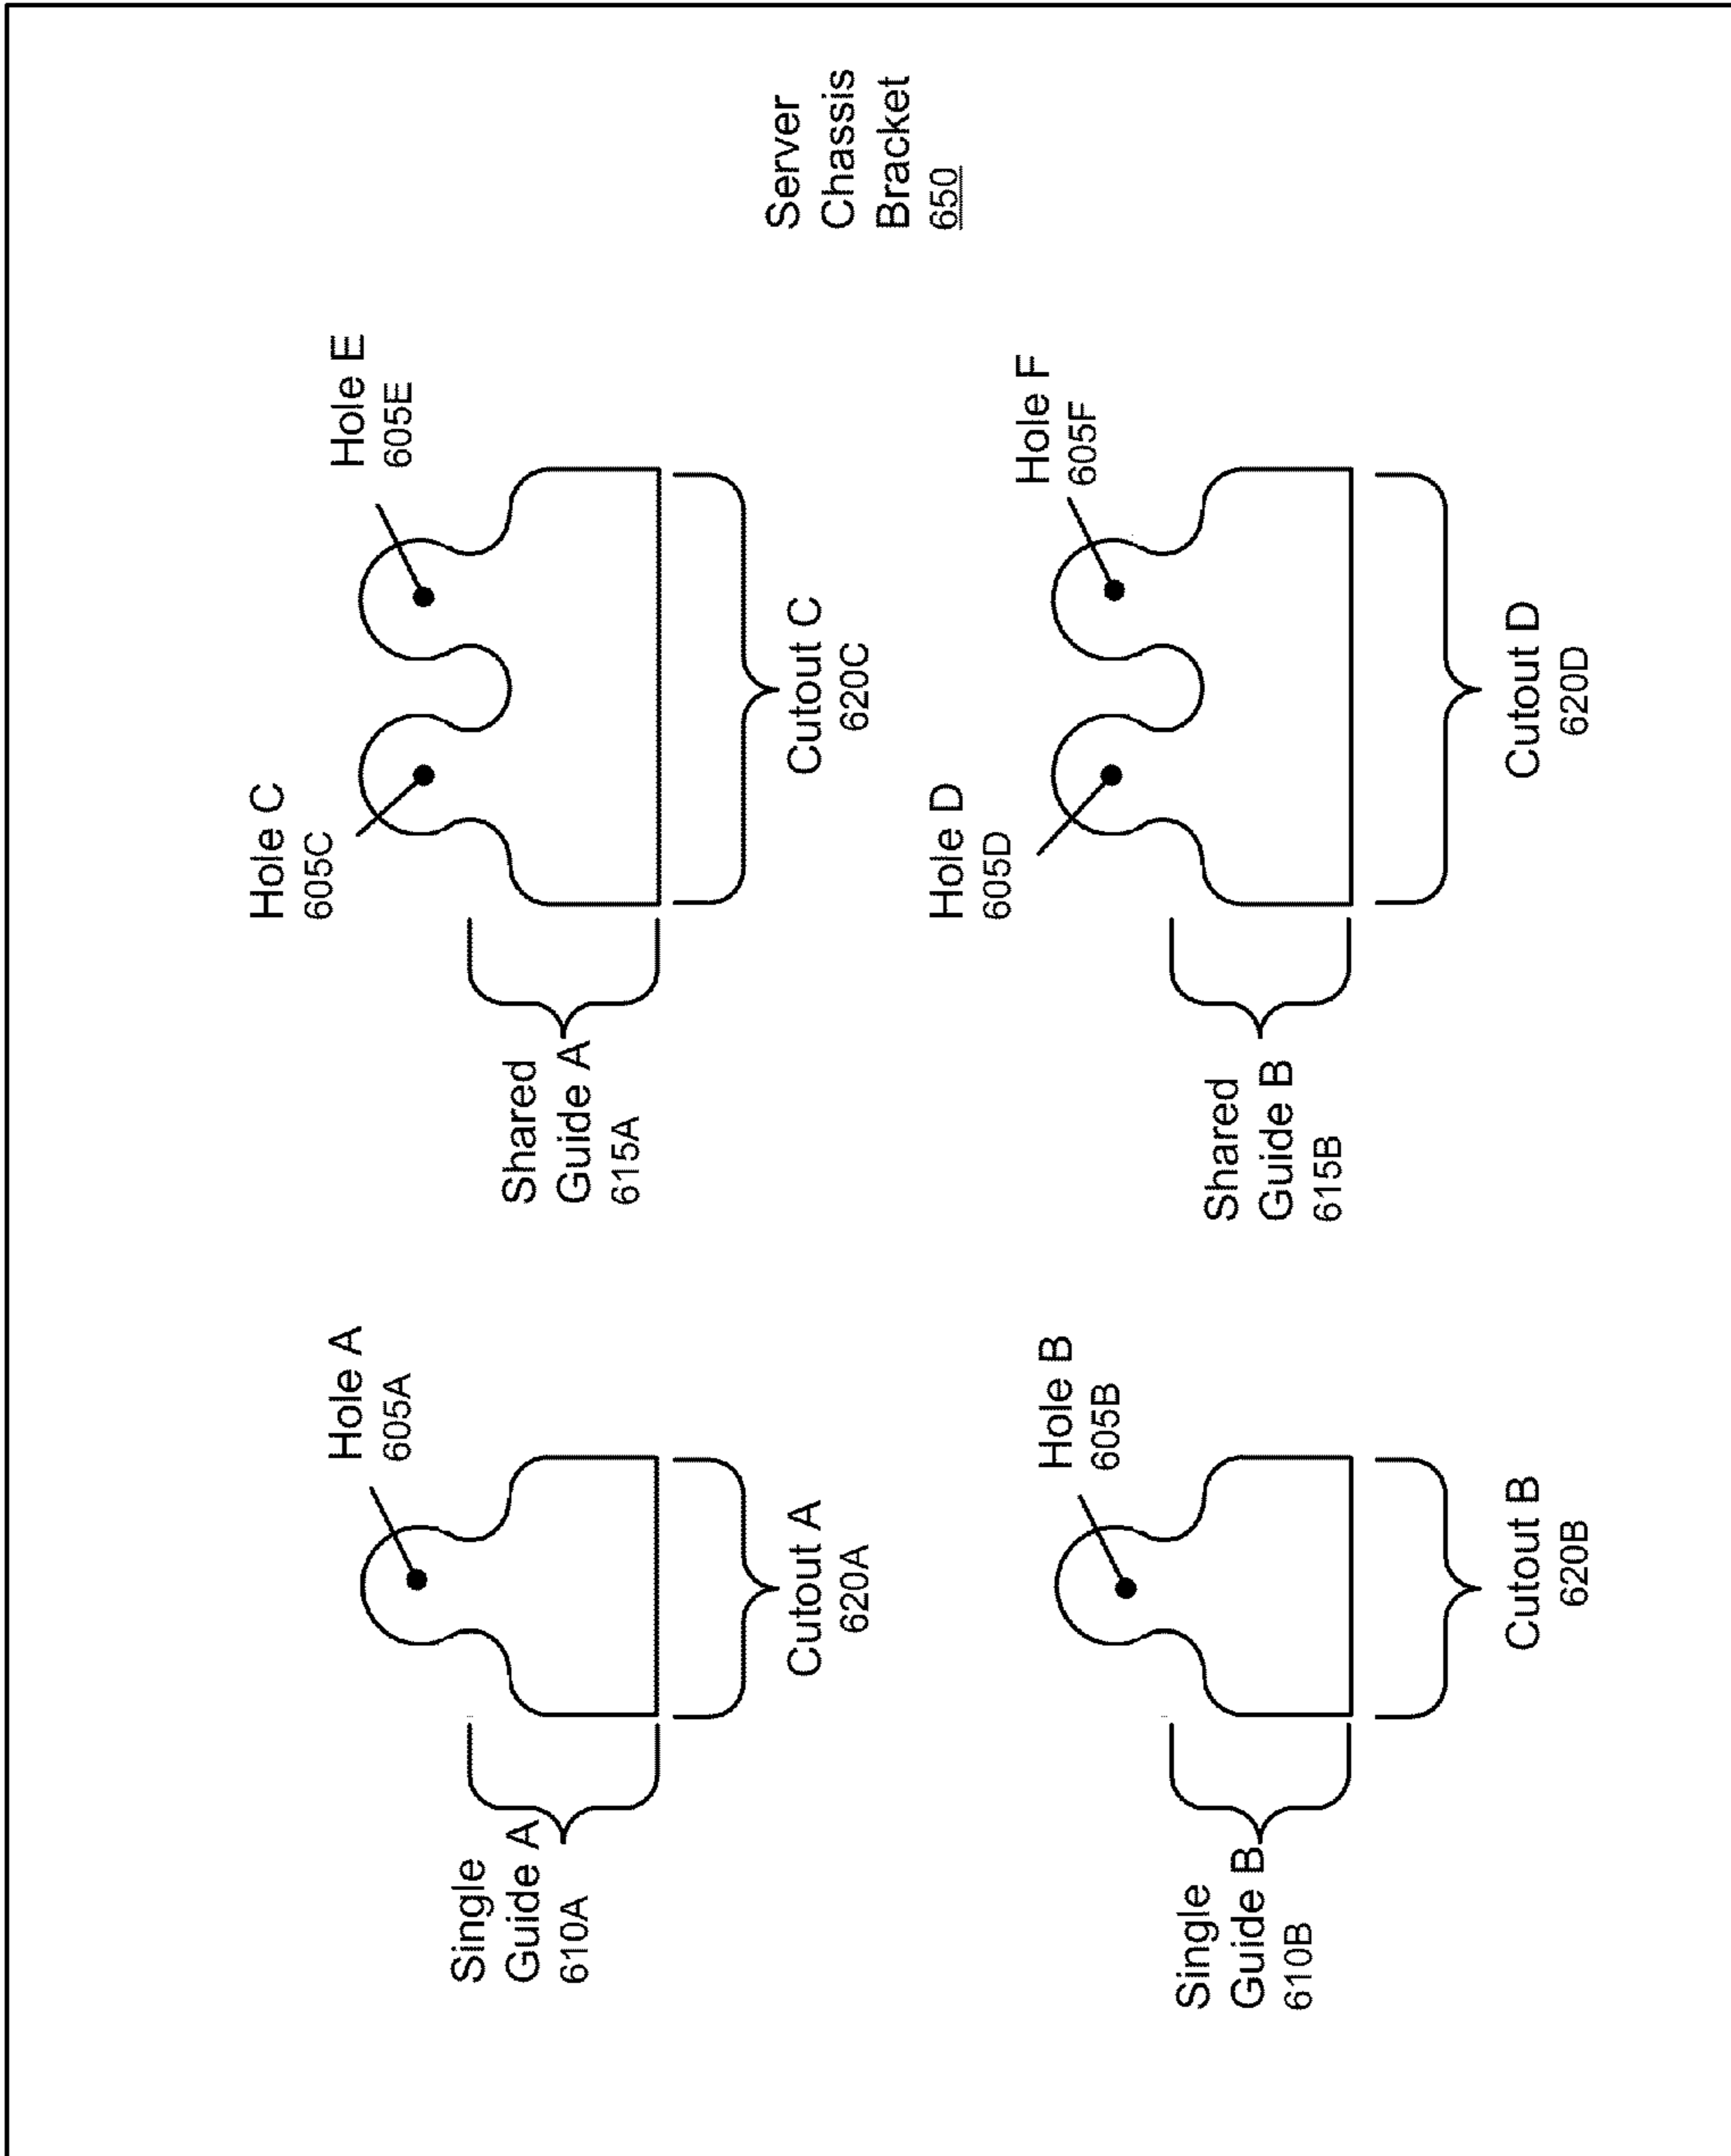 Hole C
605C
Hole A
605A
Hole E
605E
Single
Guide A
610A
Shared
Guide A
615A
Cutout A
620A
Cutout C
620C
Server
Chassis
Bracket
650
Hole D
605D
Hole B
605B
Hole F
605F
Single
Guide B
610B
Shared
Guide B
615B
Cutout B
620B
Cutout D
620D